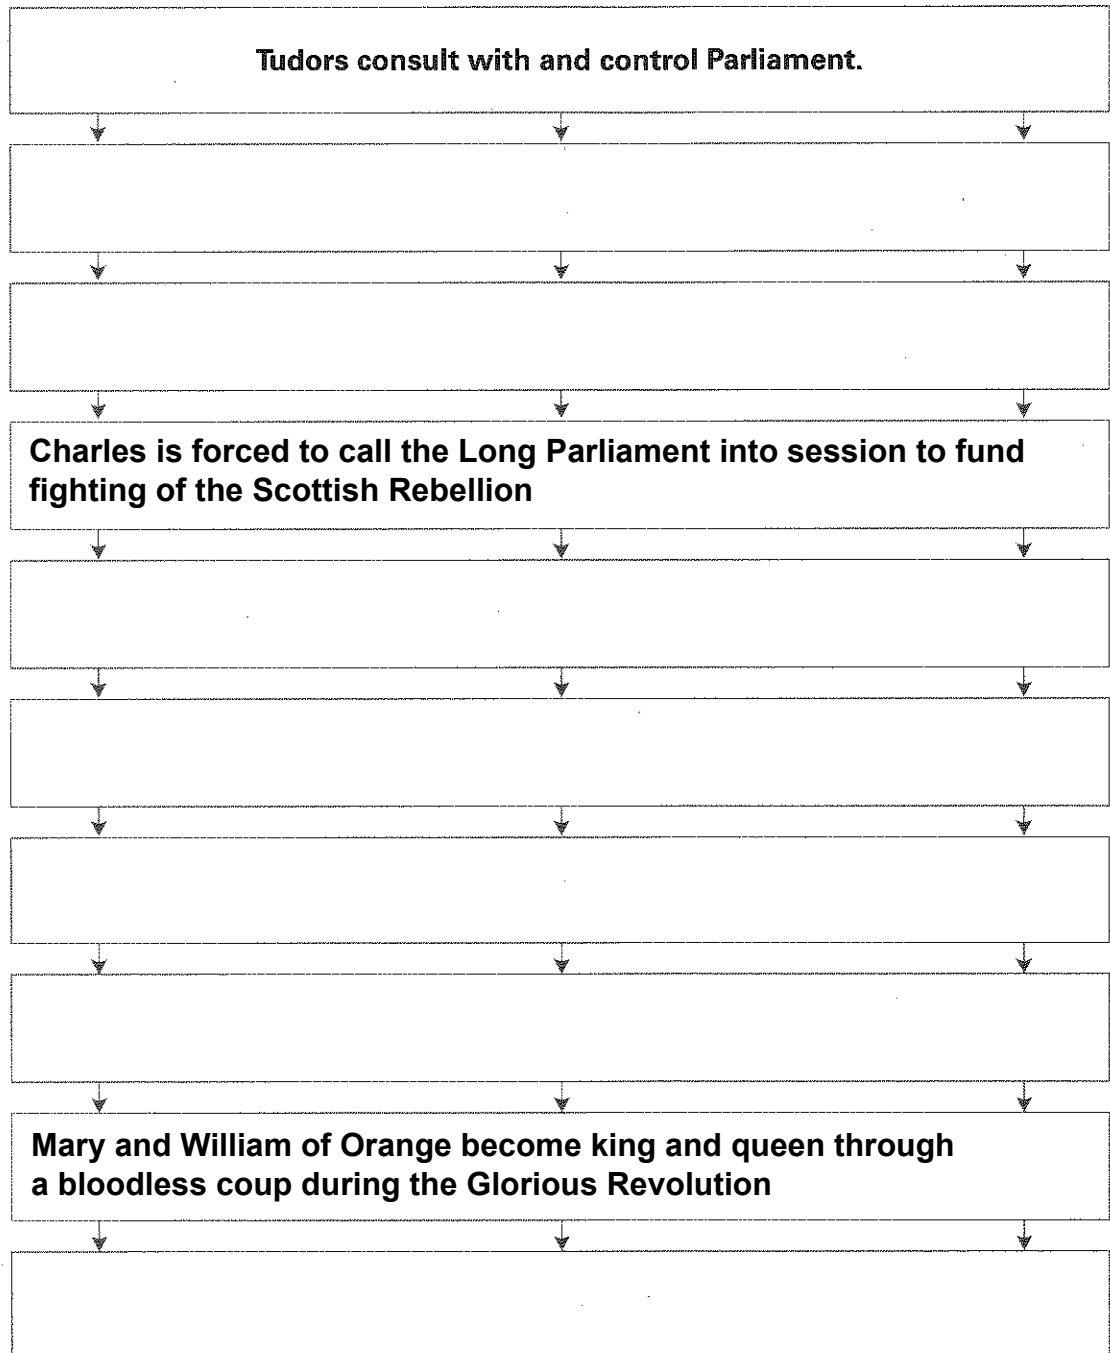 Tudors consult with and control Parliament.
Charles is forced to call the Long Parliament into session to fund
fighting of the Scottish Rebellion
Mary and William of Orange become king and queen through
a bloodless coup during the Glorious Revolution